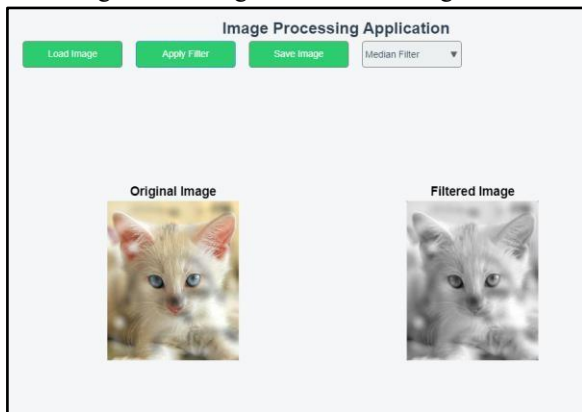 Image Processing Application
Load Image Apply Filter Save Image Median Filter
Original Image Filtered Image